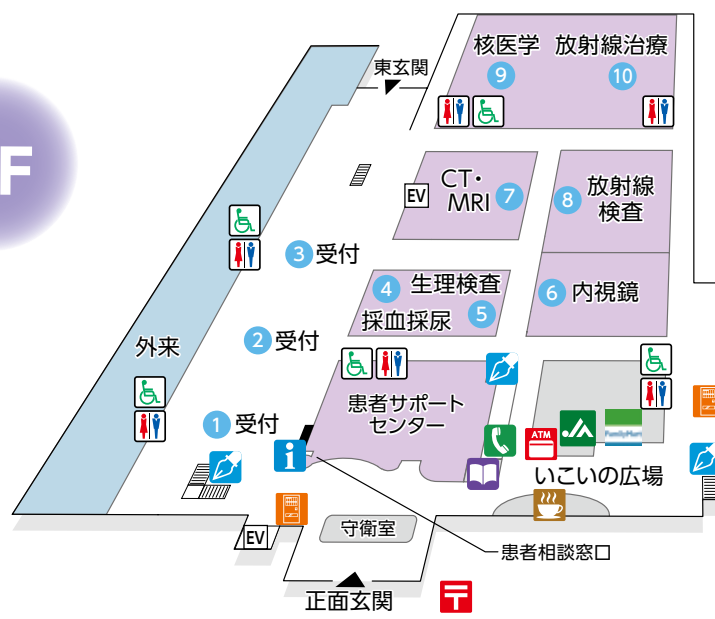 F
核医学
放射線治療
9
10
東玄関
CT・
MRI
7
EV
8
放射線
検査
3 受付
4
生理検査
採血採尿
5
6 内視鏡
2 受付
外来
患者サポート
センター
1 受付
i
ATM
JA
FamilyMart
いこいの広場
EV
守衛室
患者相談窓口
正面玄関
〒